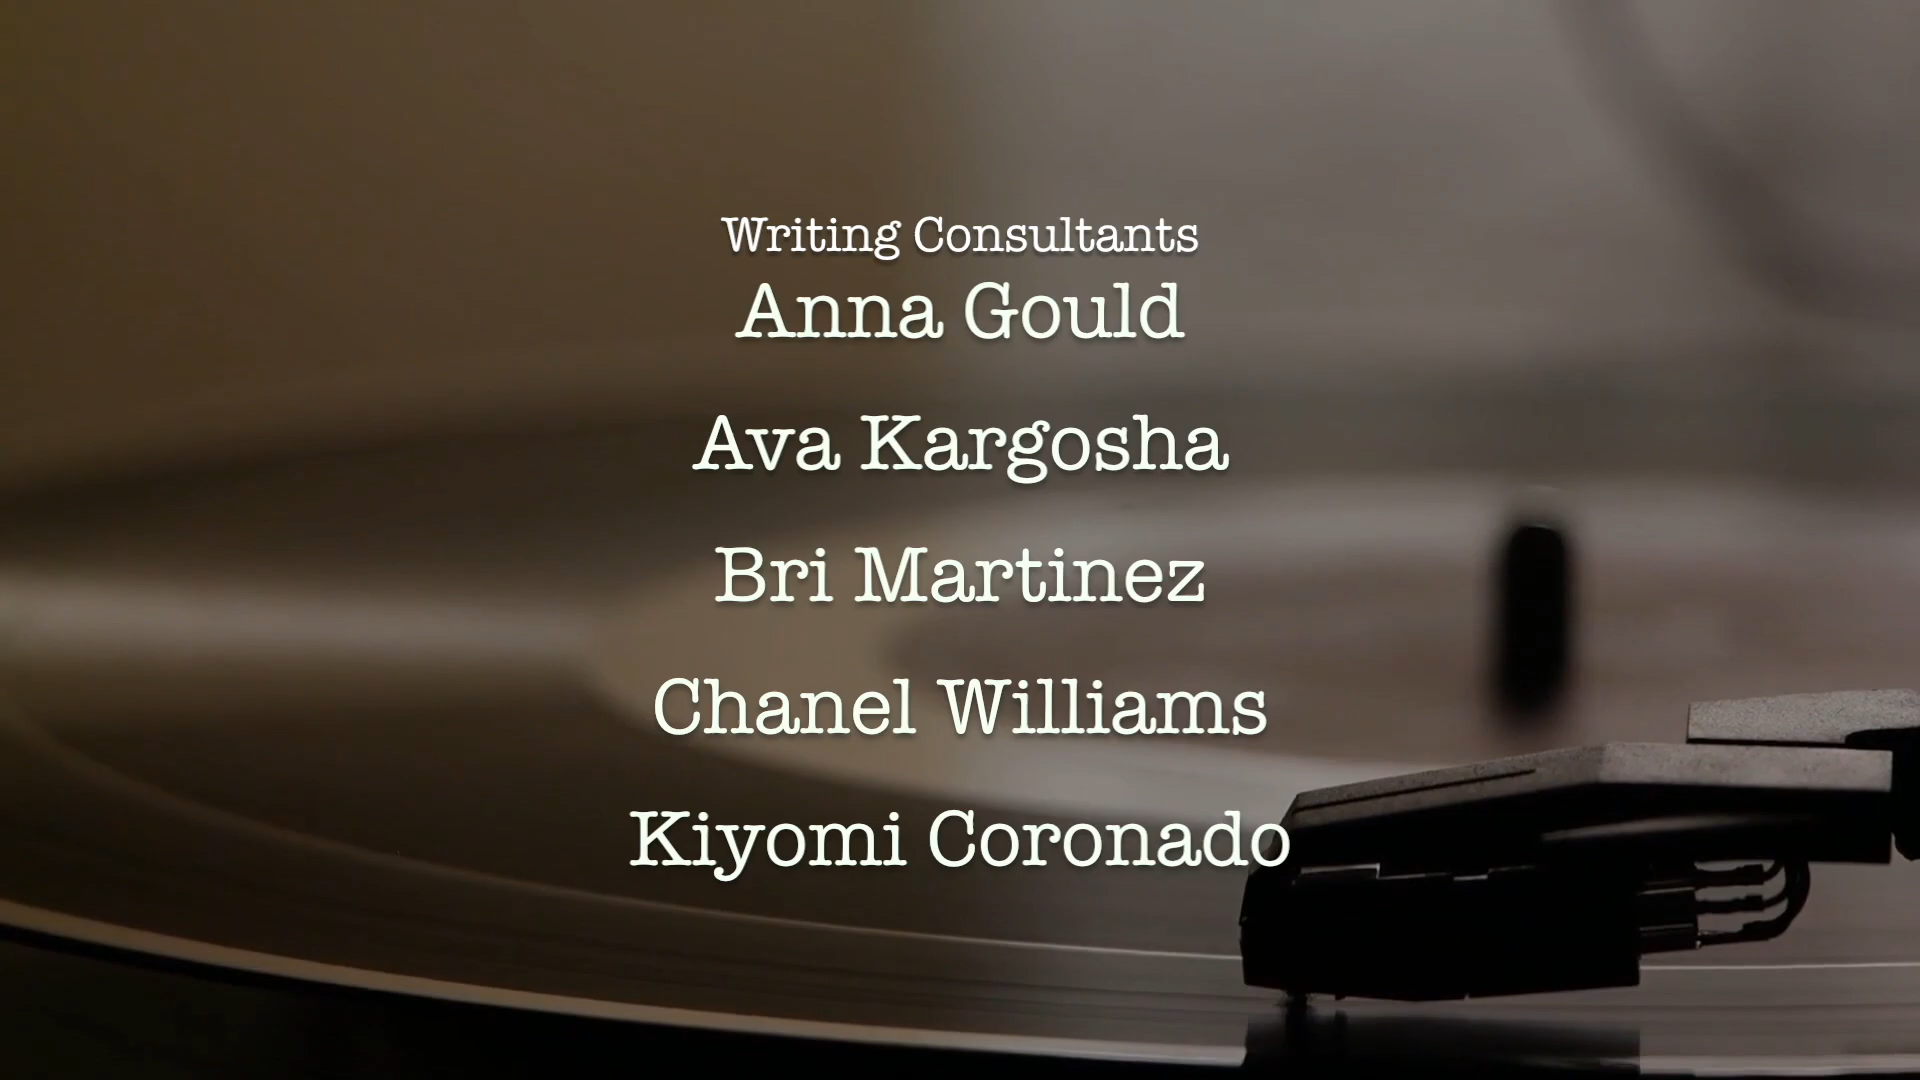 Writing Consultants
Anna Gould
Ava Kargosha
Bri Martinez
Chanel Williams
Kiyomi Coronado